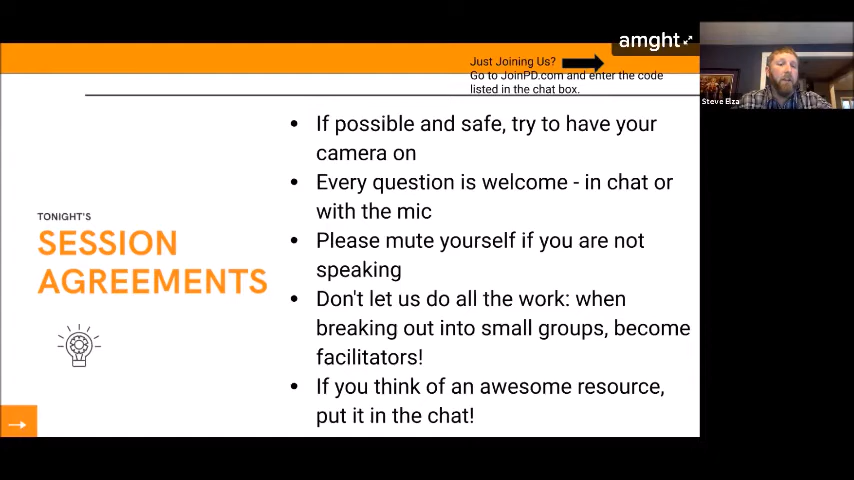 amght
Just Joining Us?
Go to JoinPD.com and enter the code
listed in the chat box.
Steve Elza
• If possible and safe, try to have your
camera on
• Every question is welcome - in chat or
with the mic
• Please mute yourself if you are not
speaking
• Don't let us do all the work: when
breaking out into small groups, become
facilitators!
• If you think of an awesome resource,
put it in the chat!
TONIGHT'S
SESSION
AGREEMENTS